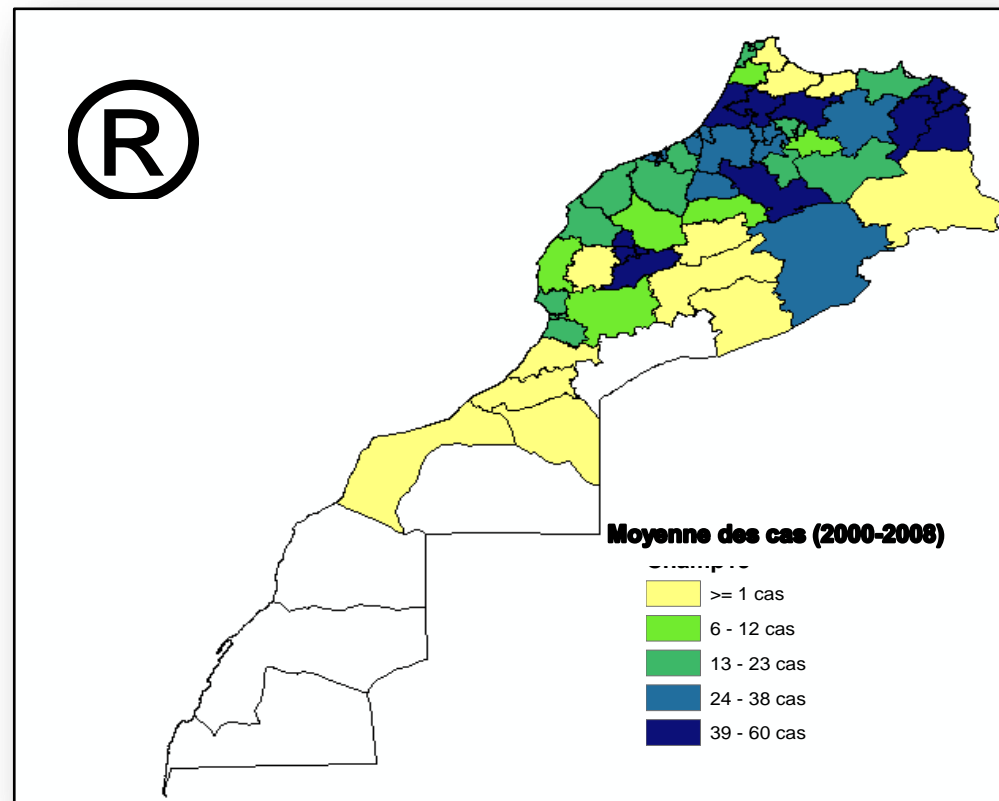 ®
Moyenne des cas (2000-2008)
>= 1 cas
6 - 12 cas
13 - 23 cas
24 - 38 cas
39 - 60 cas